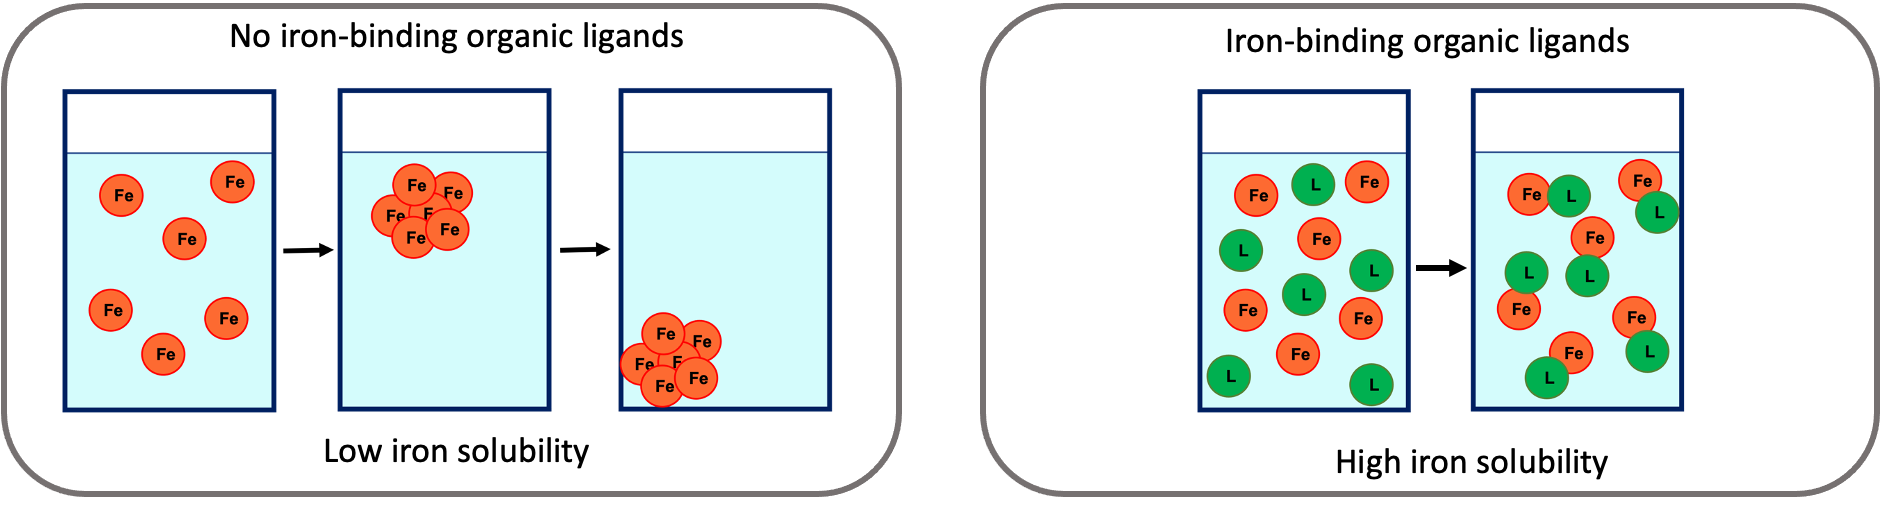 No iron-binding organic ligands
Fe
Fe
Fe
Fe
Fe
Fe
Fe
Fe
Fe
F
Fe
Fe
Fe
Fe
Fe
F
Fe
Fe
Low iron solubility
Iron-binding organic ligands
Fe
L
Fe
Fe
L
L
L
Fe
Fe
Fe
L
L
Fe
L
Fe
L
Fe
L
L
Fe
Fe
Fe
L
L
High iron solubility